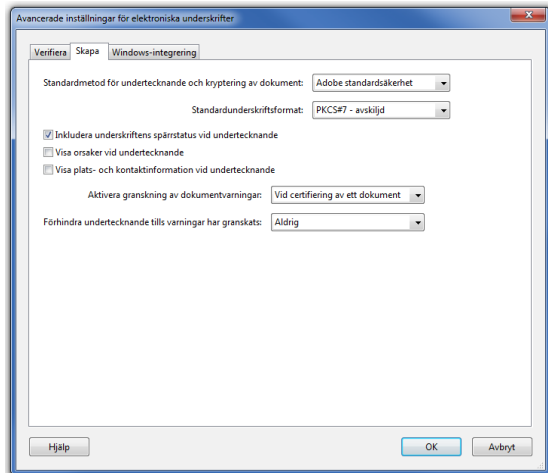 Avancerade inställningar för elektroniska underskrifter
Verifiera Skapa Windows-integrering
Standardmetod för undertecknande och kryptering av dokument: Adobe standardsäkerhet
Standardunderskriftsformat: PKCS#7 - avskiljd
Inkludera underskriftens spärrstatus vid undertecknande
Visa orsaker vid undertecknande
Visa plats- och kontaktinformation vid undertecknande
Aktivera granskning av dokumentvarningar: Vid certifiering av ett dokument
Förhindra undertecknande tills varningar har granskats: Aldrig
Hjälp OK Avbryt